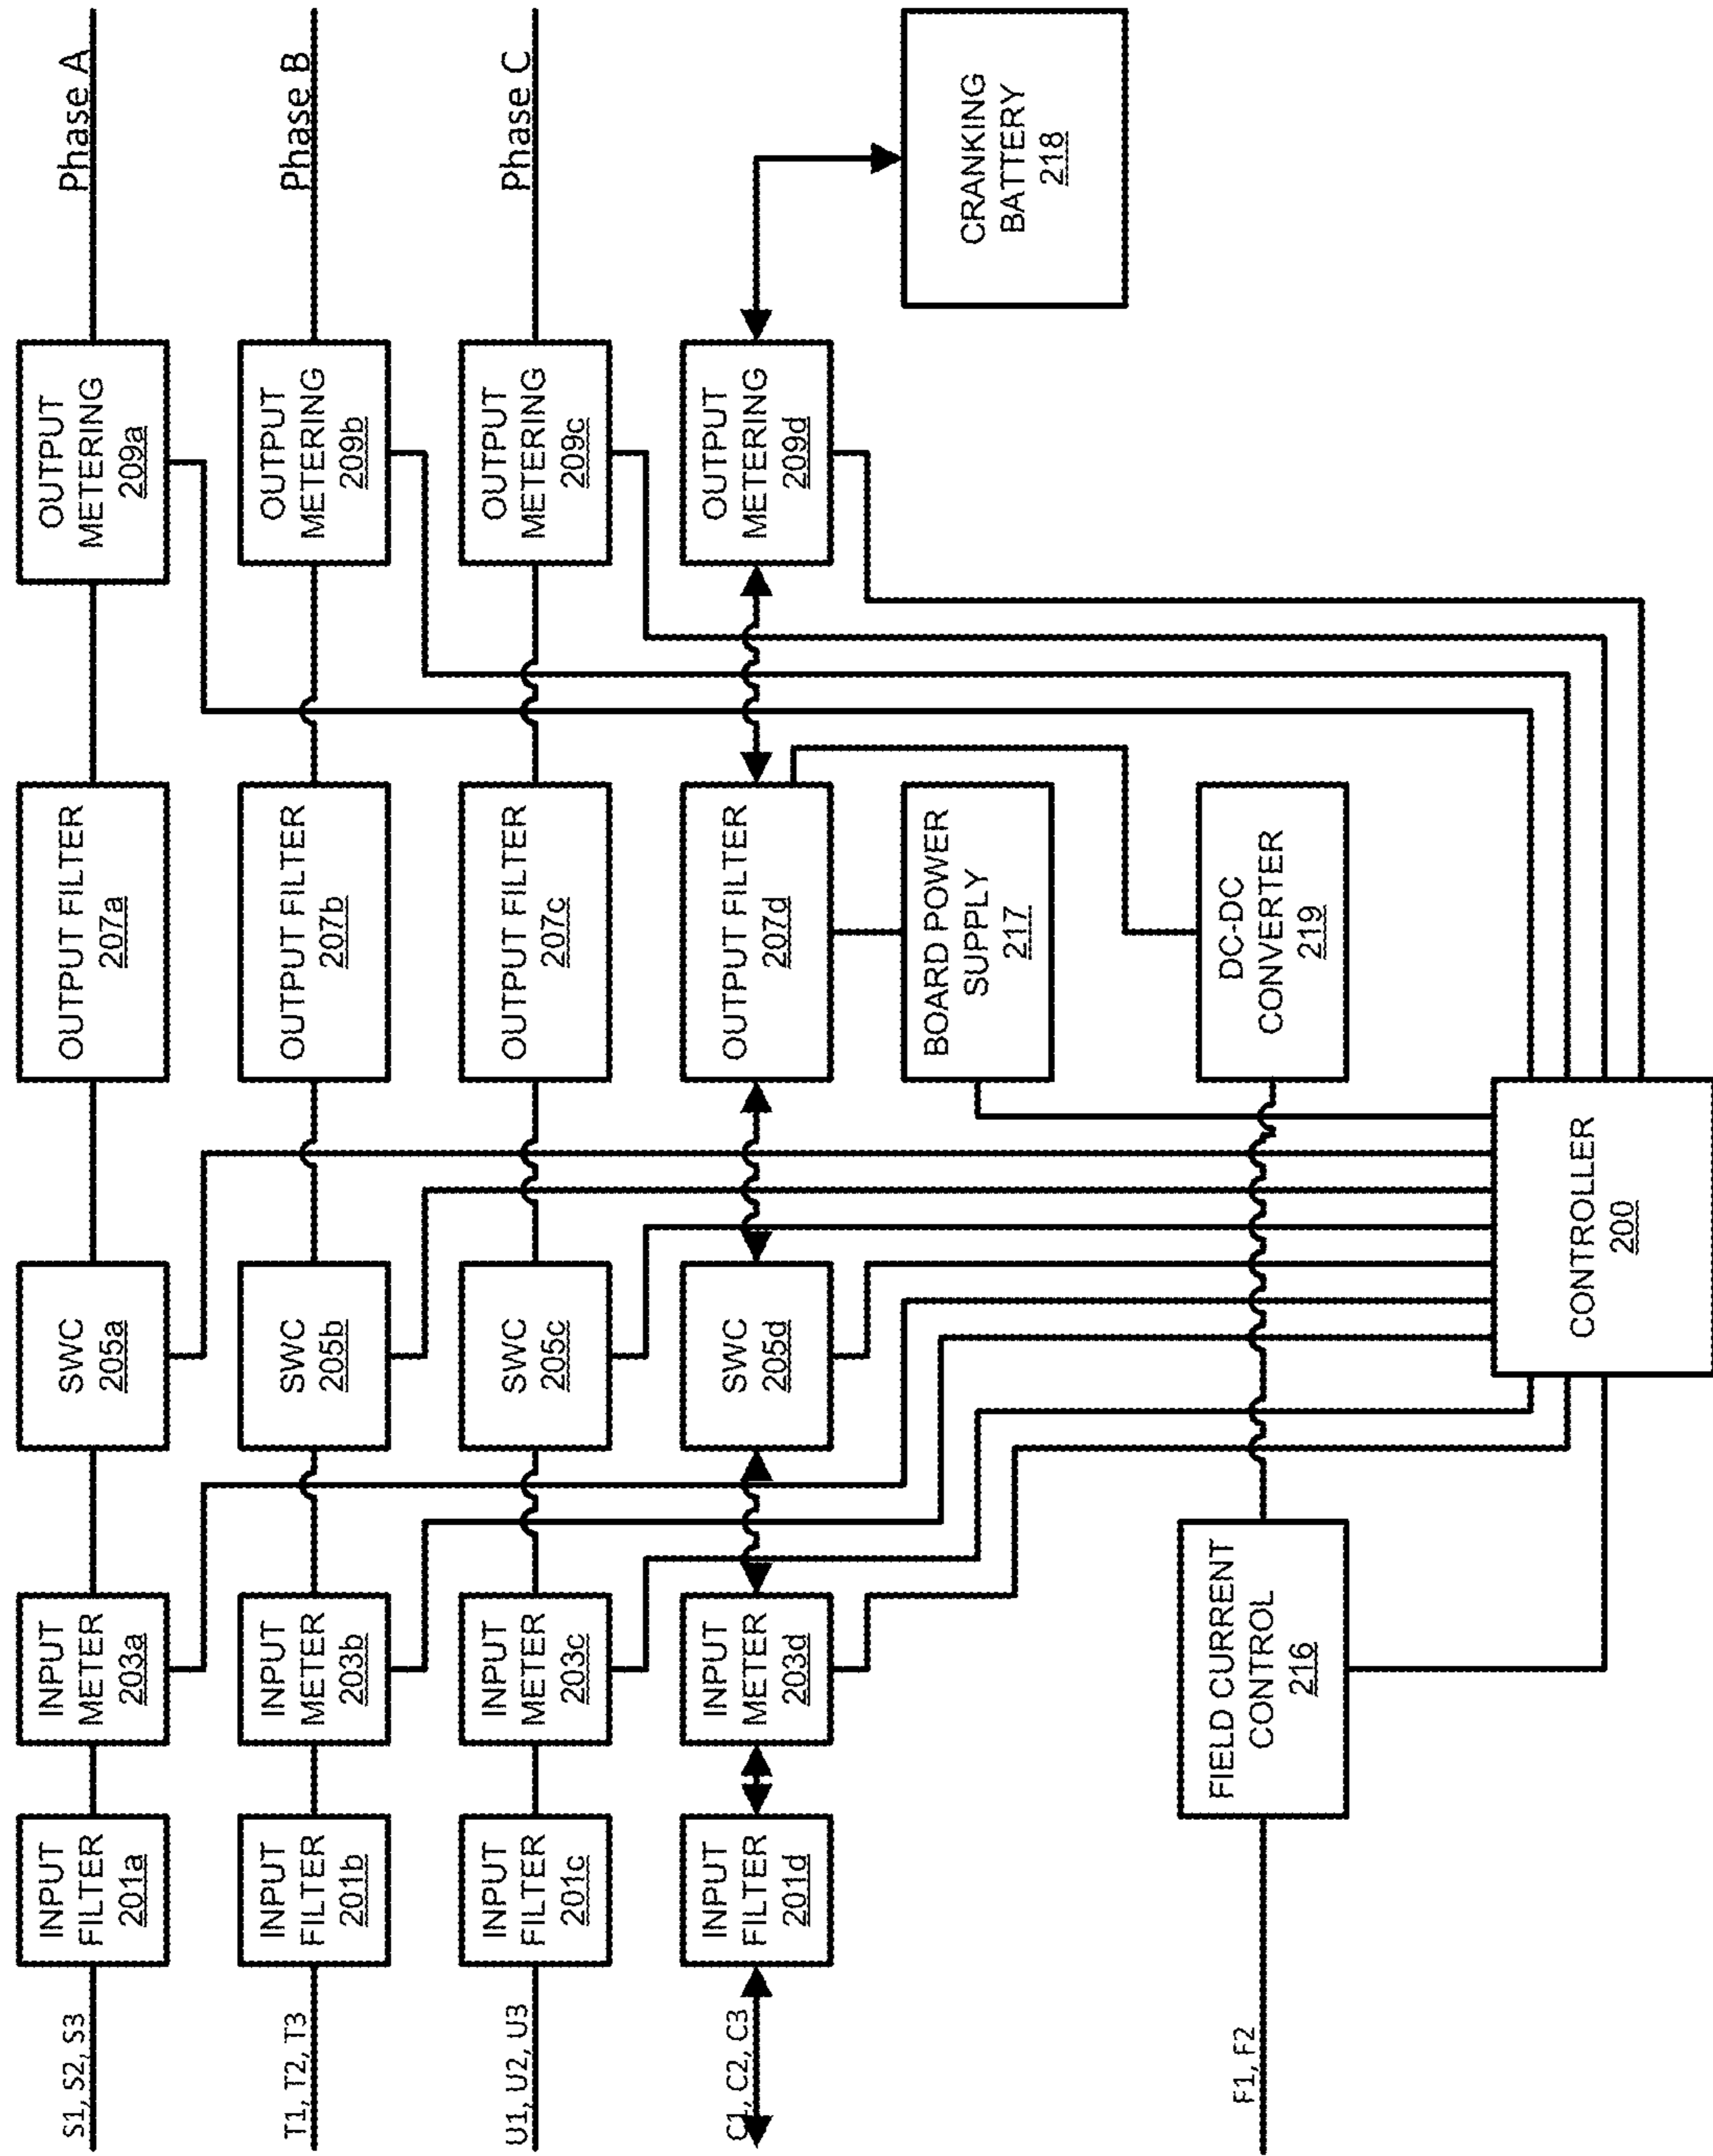 S1, S2, S3
INPUT
FILTER
201a
INPUT
METER
203a
SWC
205a
OUTPUT FILTER
207a
OUTPUT
METERING
209a
Phase A
T1, T2, T3
INPUT
FILTER
201b
INPUT
METER
203b
SWC
205b
OUTPUT FILTER
207b
OUTPUT
METERING
209b
Phase B
U1, U2, U3
INPUT
FILTER
201c
INPUT
METER
203c
SWC
205c
OUTPUT FILTER
207c
OUTPUT
METERING
209c
Phase C
C1, C2, C3
INPUT
FILTER
201d
INPUT
METER
203d
SWC
205d
OUTPUT FILTER
207d
OUTPUT
METERING
209d
BOARD POWER
SUPPLY
217
CRANKING
BATTERY
218
F1, F2
FIELD CURRENT
CONTROL
216
DC-DC
CONVERTER
219
CONTROLLER
200